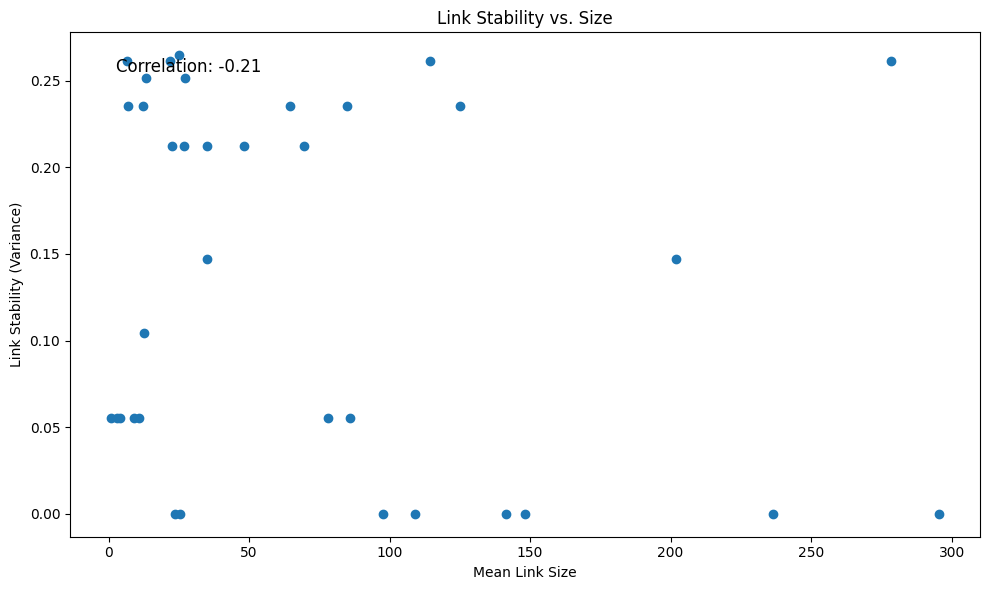 Link Stability vs. Size
Correlation: -0.21
Link Stability (Variance)
0.25
0.20
0.15
0.10
0.05
0.00
0 50 100 150 200 250 300
Mean Link Size